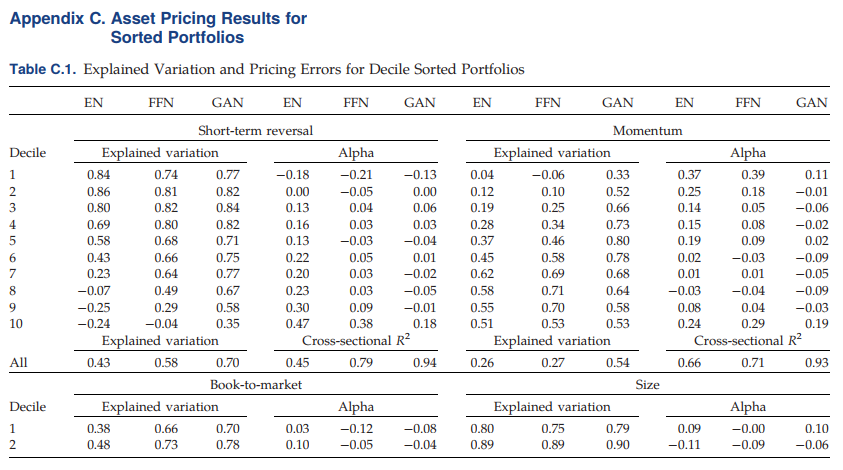 Appendix C. Asset Pricing Results for
Sorted Portfolios
Table C.1. Explained Variation and Pricing Errors for Decile Sorted Portfolios
EN FFN GAN EN FFN GAN EN FFN GAN EN FFN GAN
Short-term reversal Momentum
Decile Explained variation Alpha Explained variation Alpha
1 0.84 0.74 0.77 −0.18 −0.21 −0.13 0.04 −0.06 0.33 0.37 0.39 0.11
2 0.86 0.81 0.82 0.00 −0.05 0.00 0.12 0.10 0.52 0.25 0.18 −0.01
3 0.80 0.82 0.84 0.13 0.04 0.06 0.19 0.25 0.66 0.14 0.05 −0.06
4 0.69 0.80 0.82 0.16 0.03 0.03 0.28 0.34 0.73 0.15 0.08 −0.02
5 0.58 0.68 0.71 0.13 −0.03 −0.04 0.37 0.46 0.80 0.19 0.09 0.02
6 0.43 0.66 0.75 0.22 0.05 0.01 0.45 0.58 0.78 0.02 −0.03 −0.09
7 0.23 0.64 0.77 0.20 0.03 −0.02 0.62 0.69 0.68 0.01 0.01 −0.05
8 −0.07 0.49 0.67 0.23 0.03 −0.05 0.58 0.71 0.64 −0.03 −0.04 −0.09
9 −0.25 0.29 0.58 0.30 0.09 −0.01 0.55 0.70 0.58 0.08 0.04 −0.03
10 −0.24 −0.04 0.35 0.47 0.38 0.18 0.51 0.53 0.53 0.24 0.29 0.19
Explained variation Cross-sectional R² Explained variation Cross-sectional R²
All 0.43 0.58 0.70 0.45 0.79 0.94 0.26 0.27 0.54 0.66 0.71 0.93
Book-to-market Size
Decile Explained variation Alpha Explained variation Alpha
1 0.38 0.66 0.70 0.03 −0.12 −0.08 0.80 0.75 0.79 0.09 −0.00 0.10
2 0.48 0.73 0.78 0.10 −0.05 −0.04 0.89 0.89 0.90 −0.11 −0.09 −0.06